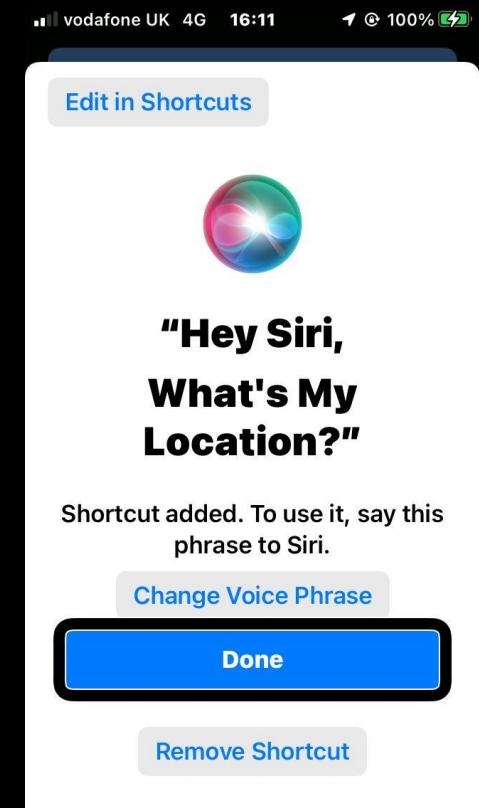 vodafone UK 4G 16:11 100%
Edit in Shortcuts
“Hey Siri,
What's My
Location?”
Shortcut added. To use it, say this
phrase to Siri.
Change Voice Phrase
Done
Remove Shortcut